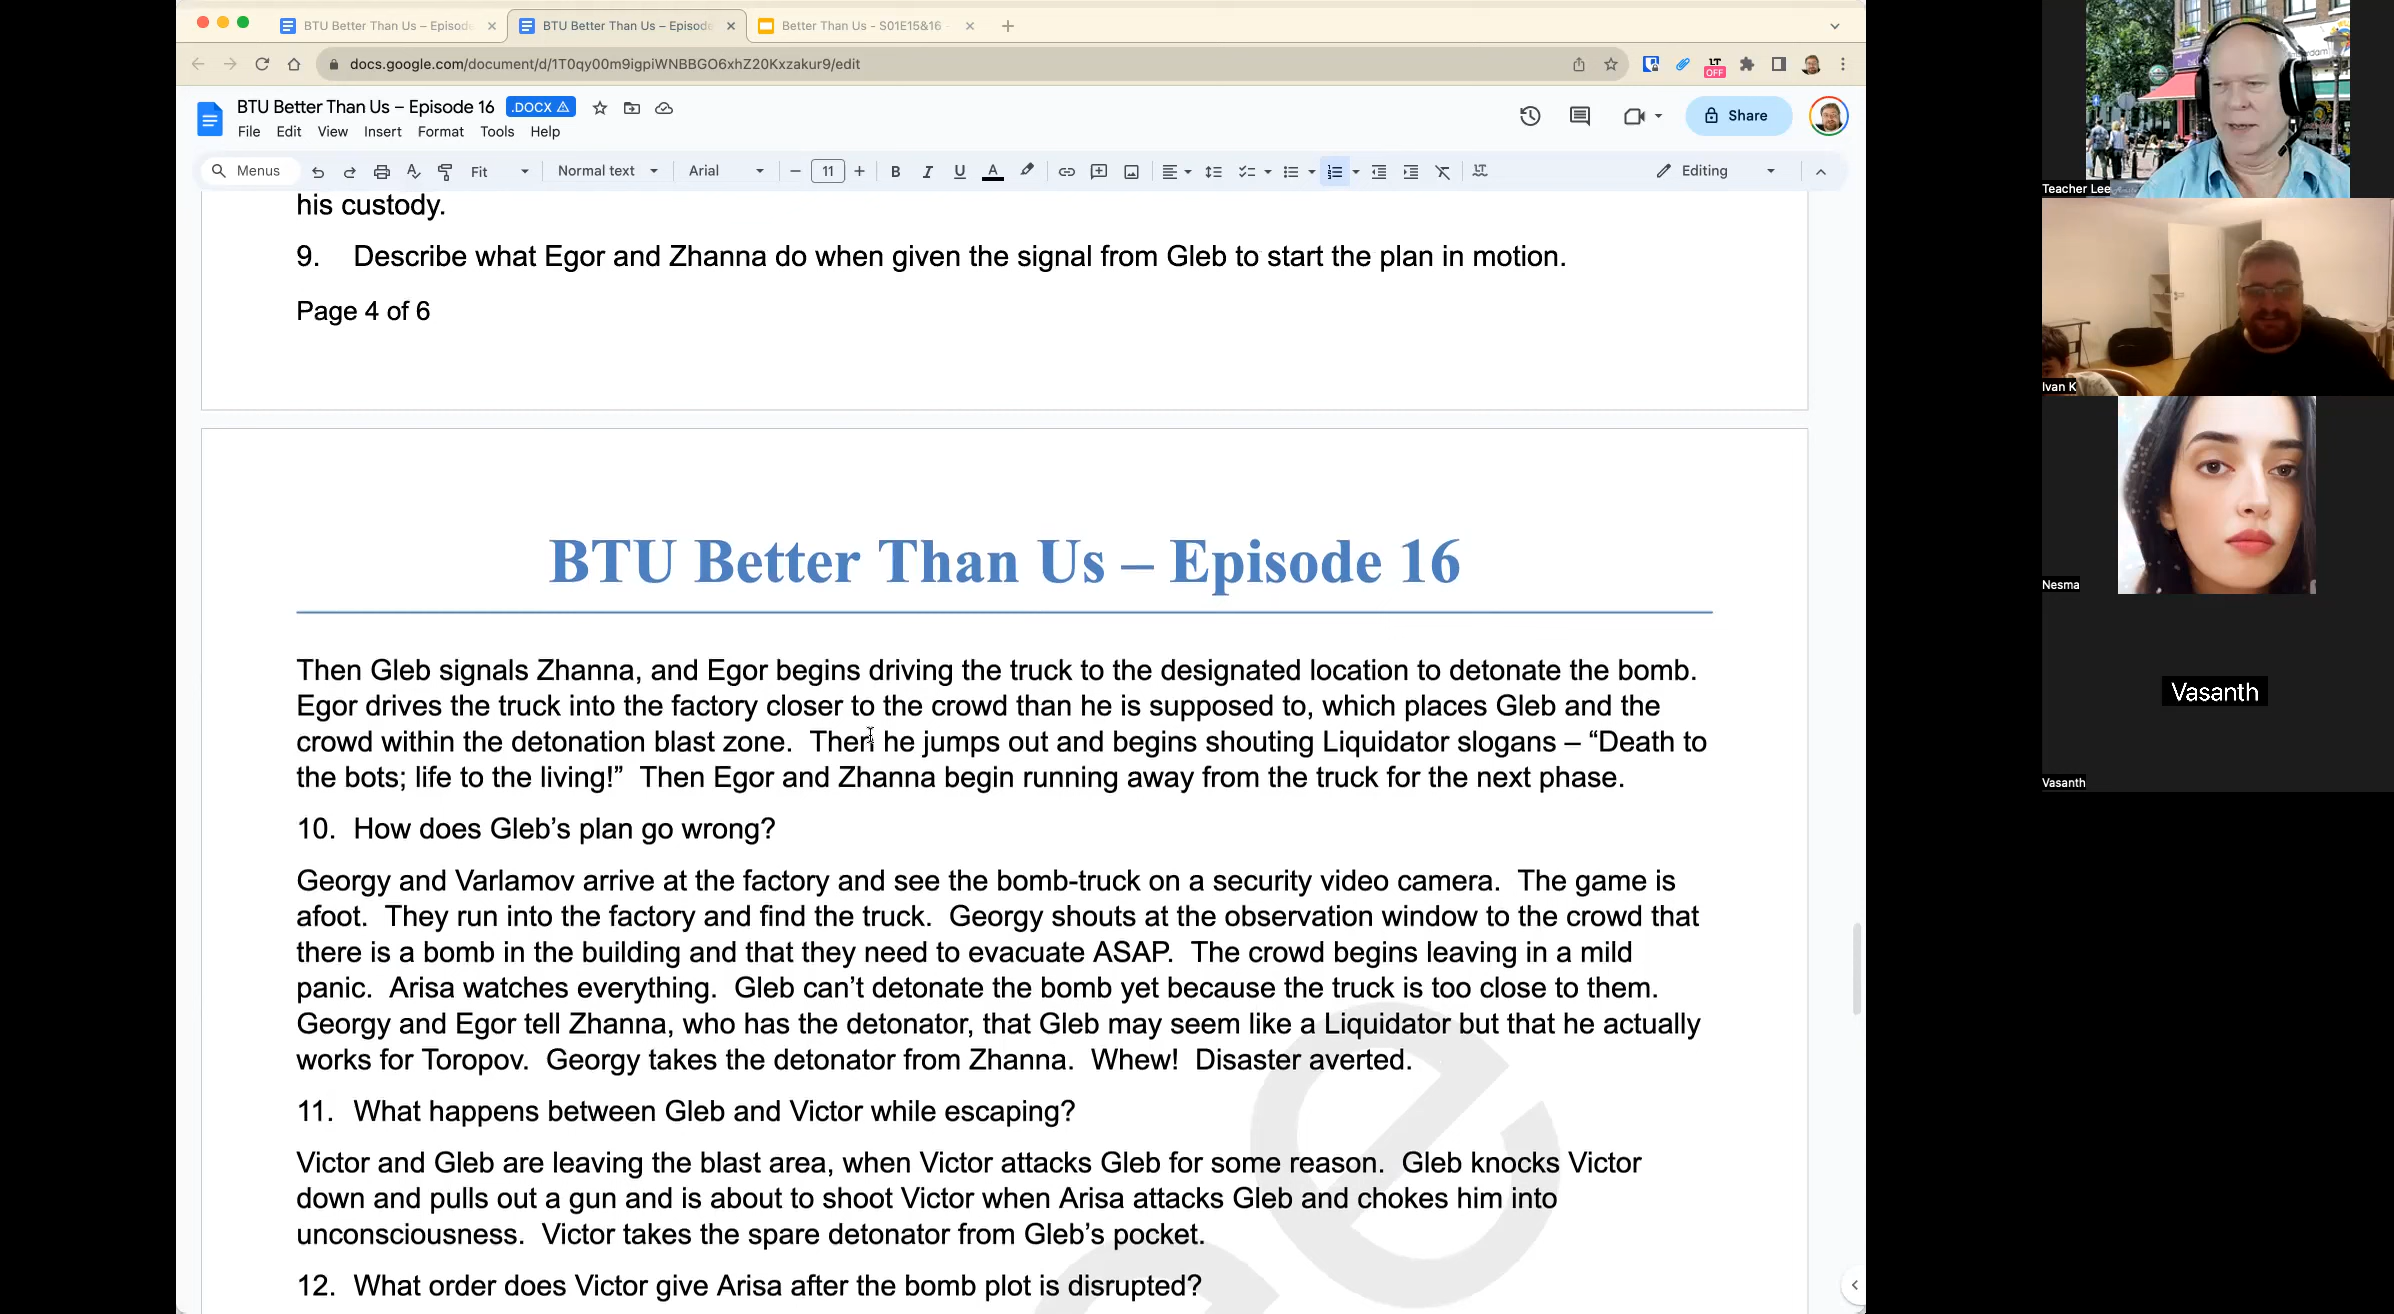 BTU Better Than Us – Episode
BTU Better Than Us – Episode
Better Than Us - S01E15&16 -
docs.google.com/document/d/1T0qy00m9igpiWNBBGO6xhZ20Kxzakur9/edit
LT
OFF
BTU Better Than Us – Episode 16
.DOCX
File Edit View Insert Format Tools Help
Share
Menus
Fit
Normal text
Arial
11
B I U A
Editing
his custody.
9. Describe what Egor and Zhanna do when given the signal from Gleb to start the plan in motion.
Page 4 of 6
BTU Better Than Us – Episode 16
Then Gleb signals Zhanna, and Egor begins driving the truck to the designated location to detonate the bomb.
Egor drives the truck into the factory closer to the crowd than he is supposed to, which places Gleb and the
crowd within the detonation blast zone. Then he jumps out and begins shouting Liquidator slogans – “Death to
the bots; life to the living!” Then Egor and Zhanna begin running away from the truck for the next phase.
10. How does Gleb’s plan go wrong?
Georgy and Varlamov arrive at the factory and see the bomb-truck on a security video camera. The game is
afoot. They run into the factory and find the truck. Georgy shouts at the observation window to the crowd that
there is a bomb in the building and that they need to evacuate ASAP. The crowd begins leaving in a mild
panic. Arisa watches everything. Gleb can’t detonate the bomb yet because the truck is too close to them.
Georgy and Egor tell Zhanna, who has the detonator, that Gleb may seem like a Liquidator but that he actually
works for Toropov. Georgy takes the detonator from Zhanna. Whew! Disaster averted.
11. What happens between Gleb and Victor while escaping?
Victor and Gleb are leaving the blast area, when Victor attacks Gleb for some reason. Gleb knocks Victor
down and pulls out a gun and is about to shoot Victor when Arisa attacks Gleb and chokes him into
unconsciousness. Victor takes the spare detonator from Gleb’s pocket.
12. What order does Victor give Arisa after the bomb plot is disrupted?
Teacher Lee
Ivan K
Nesma
Vasanth
Vasanth